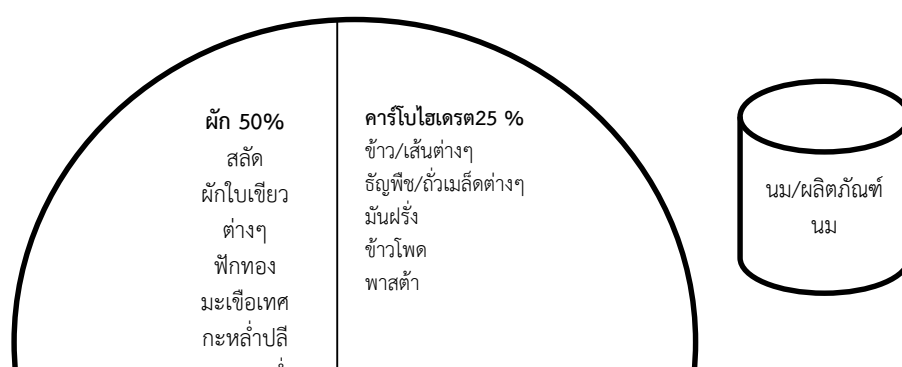 ผัก 50%
สลัด
ผักใบเขียว
ต่างๆ
ฟักทอง
มะเขือเทศ
กะหล่ำปลี
คาร์โบไฮเดรต25 %
ข้าว/เส้นต่างๆ
ธัญพืช/ถั่วเมล็ดต่างๆ
มันฝรั่ง
ข้าวโพด
พาสต้า
นม/ผลิตภัณฑ์
นม